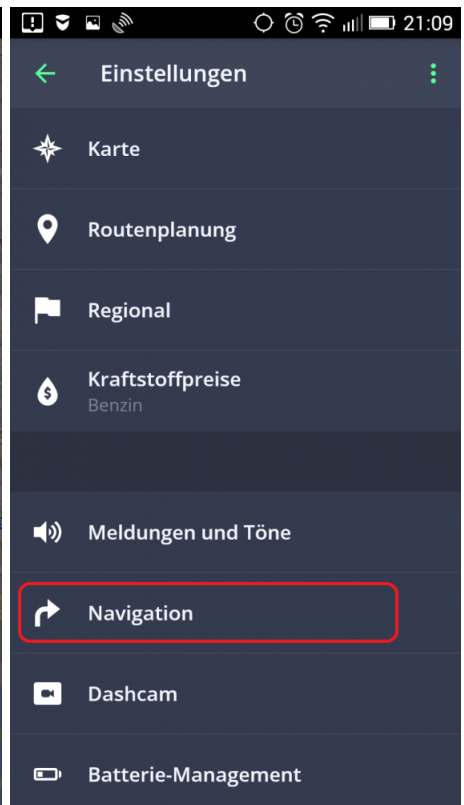 21:09
Einstellungen
Karte
Routenplanung
Regional
Kraftstoffpreise
Benzin
Meldungen und Töne
Navigation
Dashcam
Batterie-Management